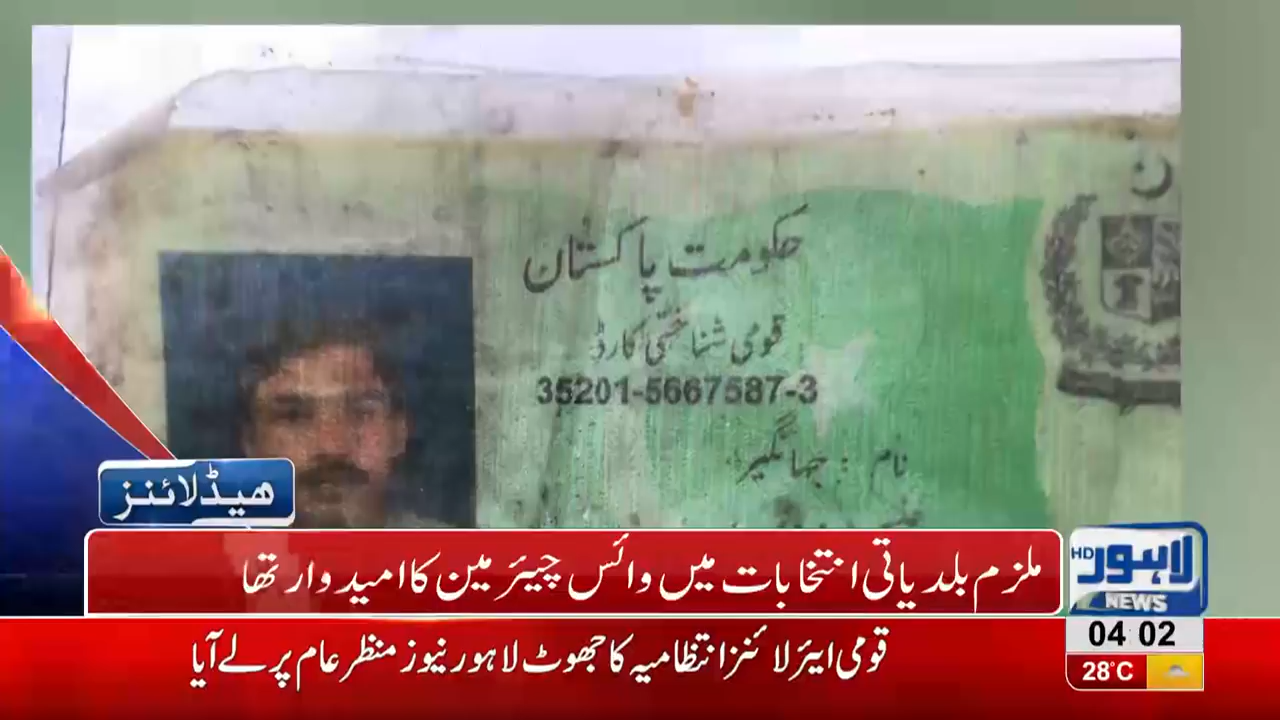 حکومت پاکستان
قومی شناختی کارڈ
35201-5667587-3
نام : جہانگیر
ہیڈلائنز
ملزم بلدیاتی انتخابات میں وائس چیئرمین کا امیدوار تھا
لاہور
HD
NEWS
04:02
28°C
قومی ایئرلائنز انتظامیہ کا جھوٹ لاہور نیوز منظر عام پر لے آیا